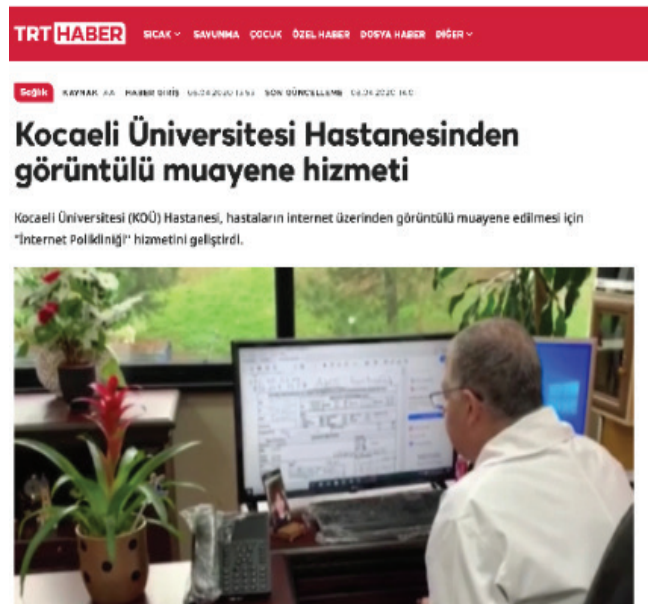 TRT HABER SICAK SAVUNMA ÇOCUK ÖZEL HABER DOSYA HABER DİĞER
Sağlık KAYNAK AA HABER GİRİŞ SON GÜNCELLEME
Kocaeli Üniversitesi Hastanesinden
görüntülü muayene hizmeti
Kocaeli Üniversitesi (KOÜ) Hastanesi, hastaların internet üzerinden görüntülü muayene edilmesi için
"İnternet Polikliniği" hizmetini geliştirdi.